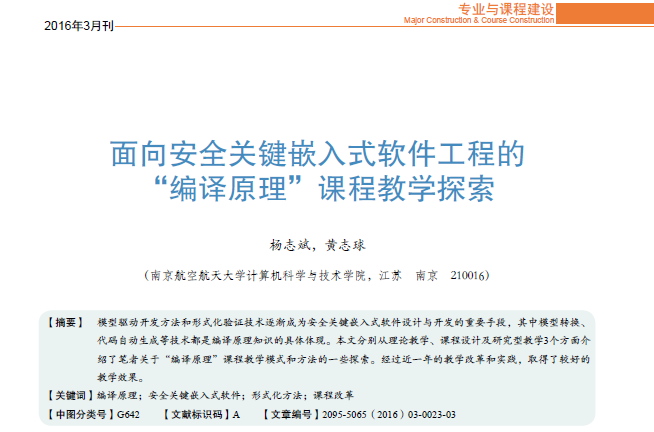 专业与课程建设
2016年3月刊
Major Construction & Course Construction
面向安全关键嵌入式软件工程的
“编译原理”课程教学探索
杨志斌，黄志球
（南京航空航天大学计算机科学与技术学院，江苏 南京 210016）
【摘要】 模型驱动开发方法和形式化验证技术逐渐成为安全关键嵌入式软件设计与开发的重要手段，其中模型转换、
代码自动生成等技术都是编译原理知识的具体体现。本文分别从理论教学、课程设计及研究型教学3个方面介
绍了笔者关于“编译原理”课程教学模式和方法的一些探索。经过近一年的教学改革和实践，取得了较好的
教学效果。
【关键词】编译原理；安全关键嵌入式软件；形式化方法；课程改革
【中图分类号】G642 【文献标识码】A 【文章编号】2095-5065（2016）03-0023-03